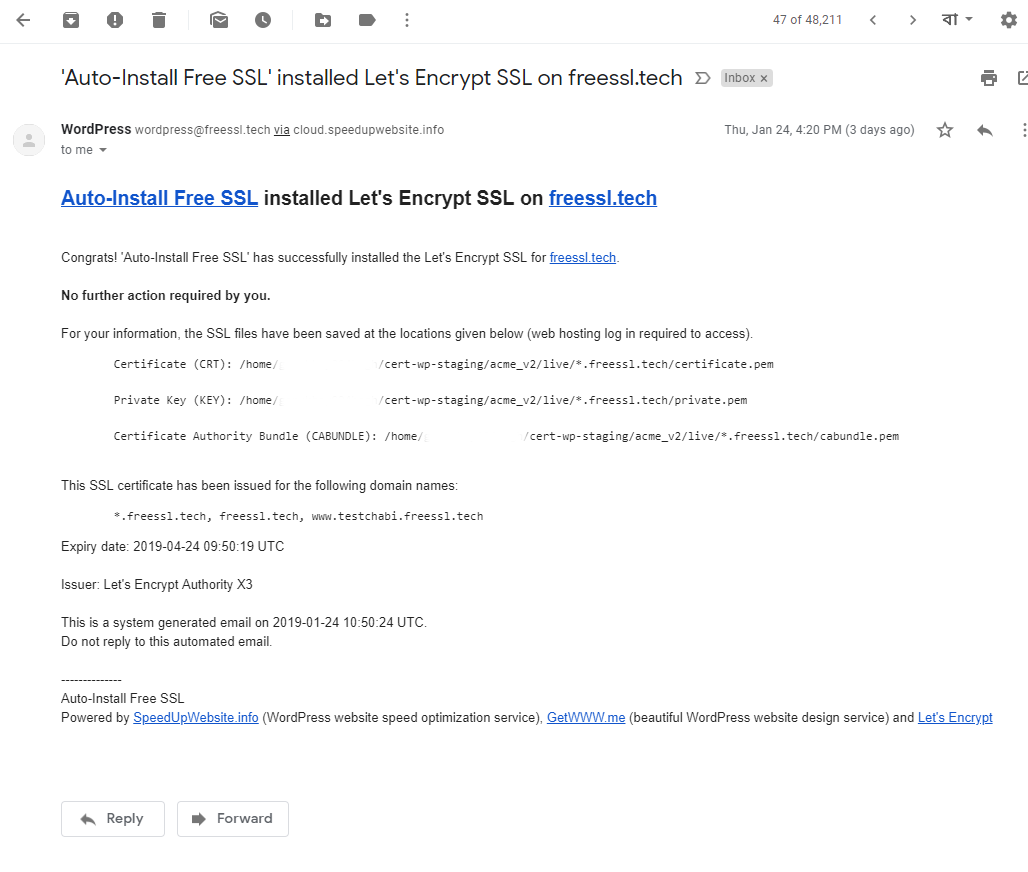 47 of 48,211
বা
'Auto-Install Free SSL' installed Let's Encrypt SSL on freessl.tech
Inbox ×
WordPress wordpress@freessl.tech via cloud.speedupwebsite.info
Thu, Jan 24, 4:20 PM (3 days ago)
to me
Auto-Install Free SSL installed Let's Encrypt SSL on freessl.tech
Congrats! 'Auto-Install Free SSL' has successfully installed the Let's Encrypt SSL for freessl.tech.
No further action required by you.
For your information, the SSL files have been saved at the locations given below (web hosting log in required to access).
Certificate (CRT): /home/ /cert-wp-staging/acme_v2/live/*.freessl.tech/certificate.pem
Private Key (KEY): /home/ /cert-wp-staging/acme_v2/live/*.freessl.tech/private.pem
Certificate Authority Bundle (CABUNDLE): /home/ /cert-wp-staging/acme_v2/live/*.freessl.tech/cabundle.pem
This SSL certificate has been issued for the following domain names:
*.freessl.tech, freessl.tech, www.testchabi.freessl.tech
Expiry date: 2019-04-24 09:50:19 UTC
Issuer: Let's Encrypt Authority X3
This is a system generated email on 2019-01-24 10:50:24 UTC.
Do not reply to this automated email.
--------------
Auto-Install Free SSL
Powered by SpeedUpWebsite.info (WordPress website speed optimization service), GetWWW.me (beautiful WordPress website design service) and Let's Encrypt
Reply
Forward